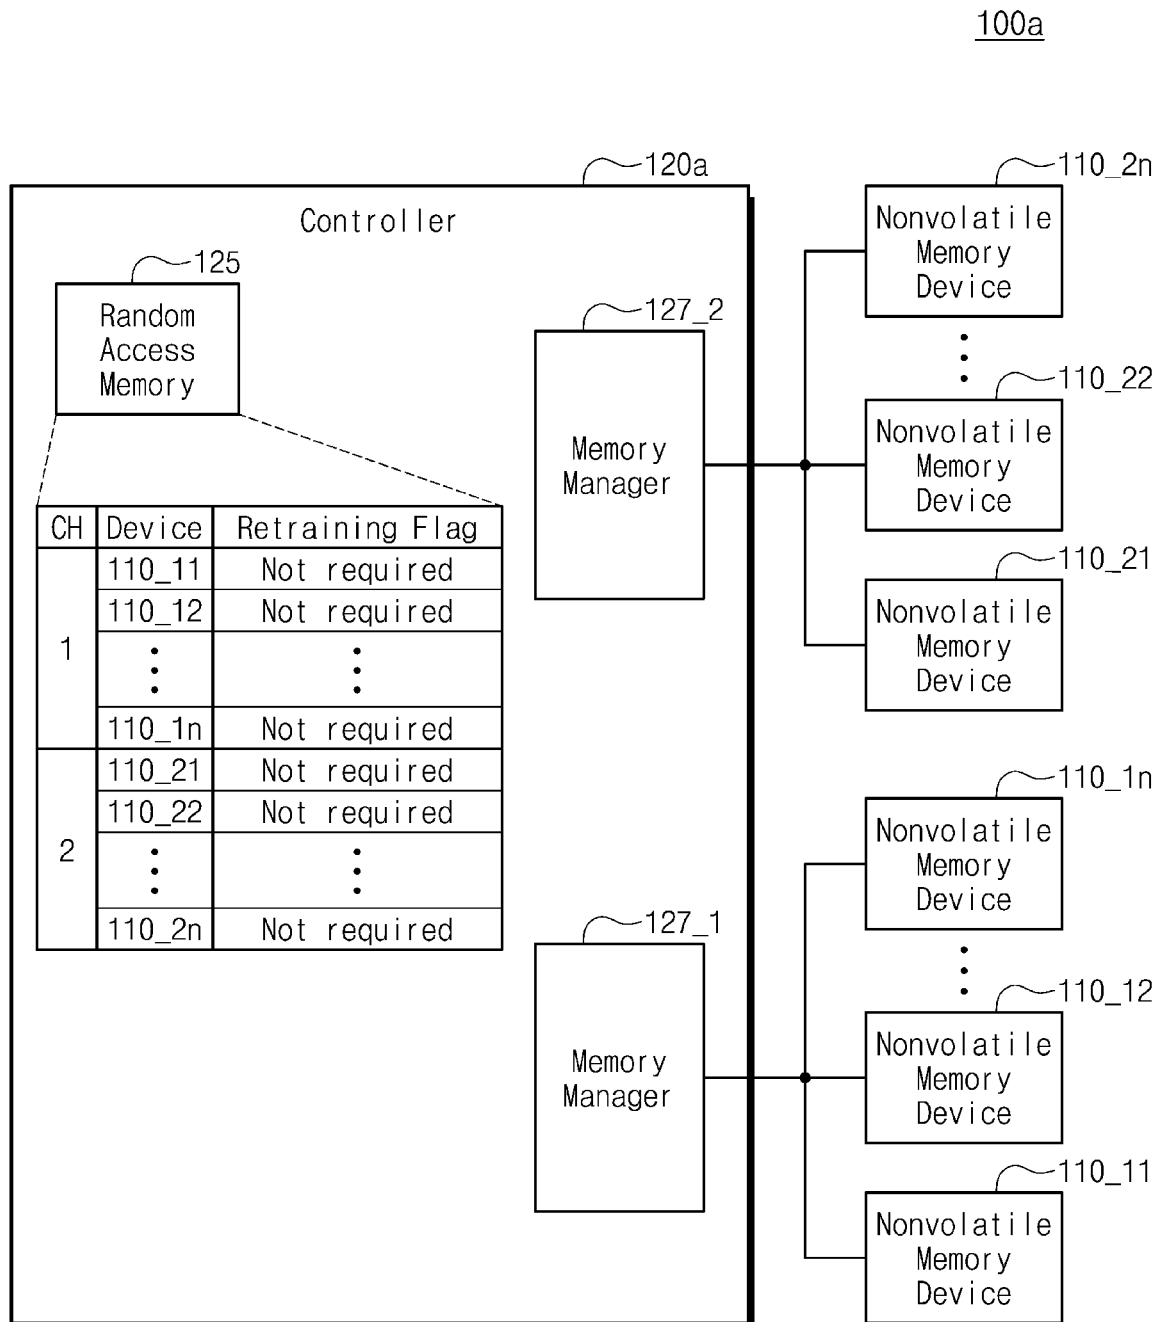 100a
120a
Controller
125
Random
Access
Memory
127_2
Memory
Manager
CH Device Retraining Flag
1
110_11 Not required
110_12 Not required
110_1n Not required
2
110_21 Not required
110_22 Not required
110_2n Not required
127_1
Memory
Manager
110_2n
Nonvolatile
Memory
Device
110_22
Nonvolatile
Memory
Device
110_21
Nonvolatile
Memory
Device
110_1n
Nonvolatile
Memory
Device
110_12
Nonvolatile
Memory
Device
110_11
Nonvolatile
Memory
Device